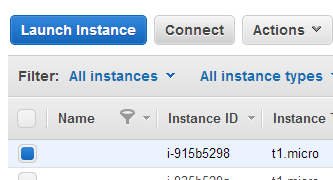 Launch Instance Connect Actions
Filter: All instances All instance types
Name Instance ID Instance
i-915b5298 t1.micro